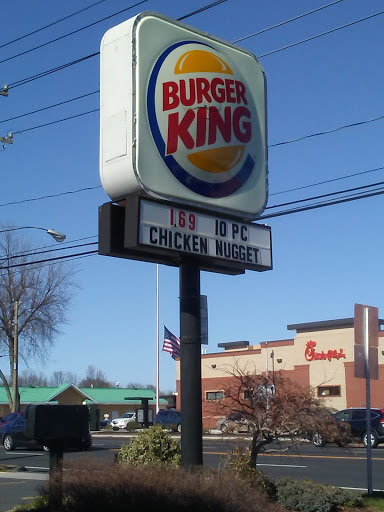 BURGER
KING
1.69 10 PC
CHICKEN NUGGET
Chick-fil-A